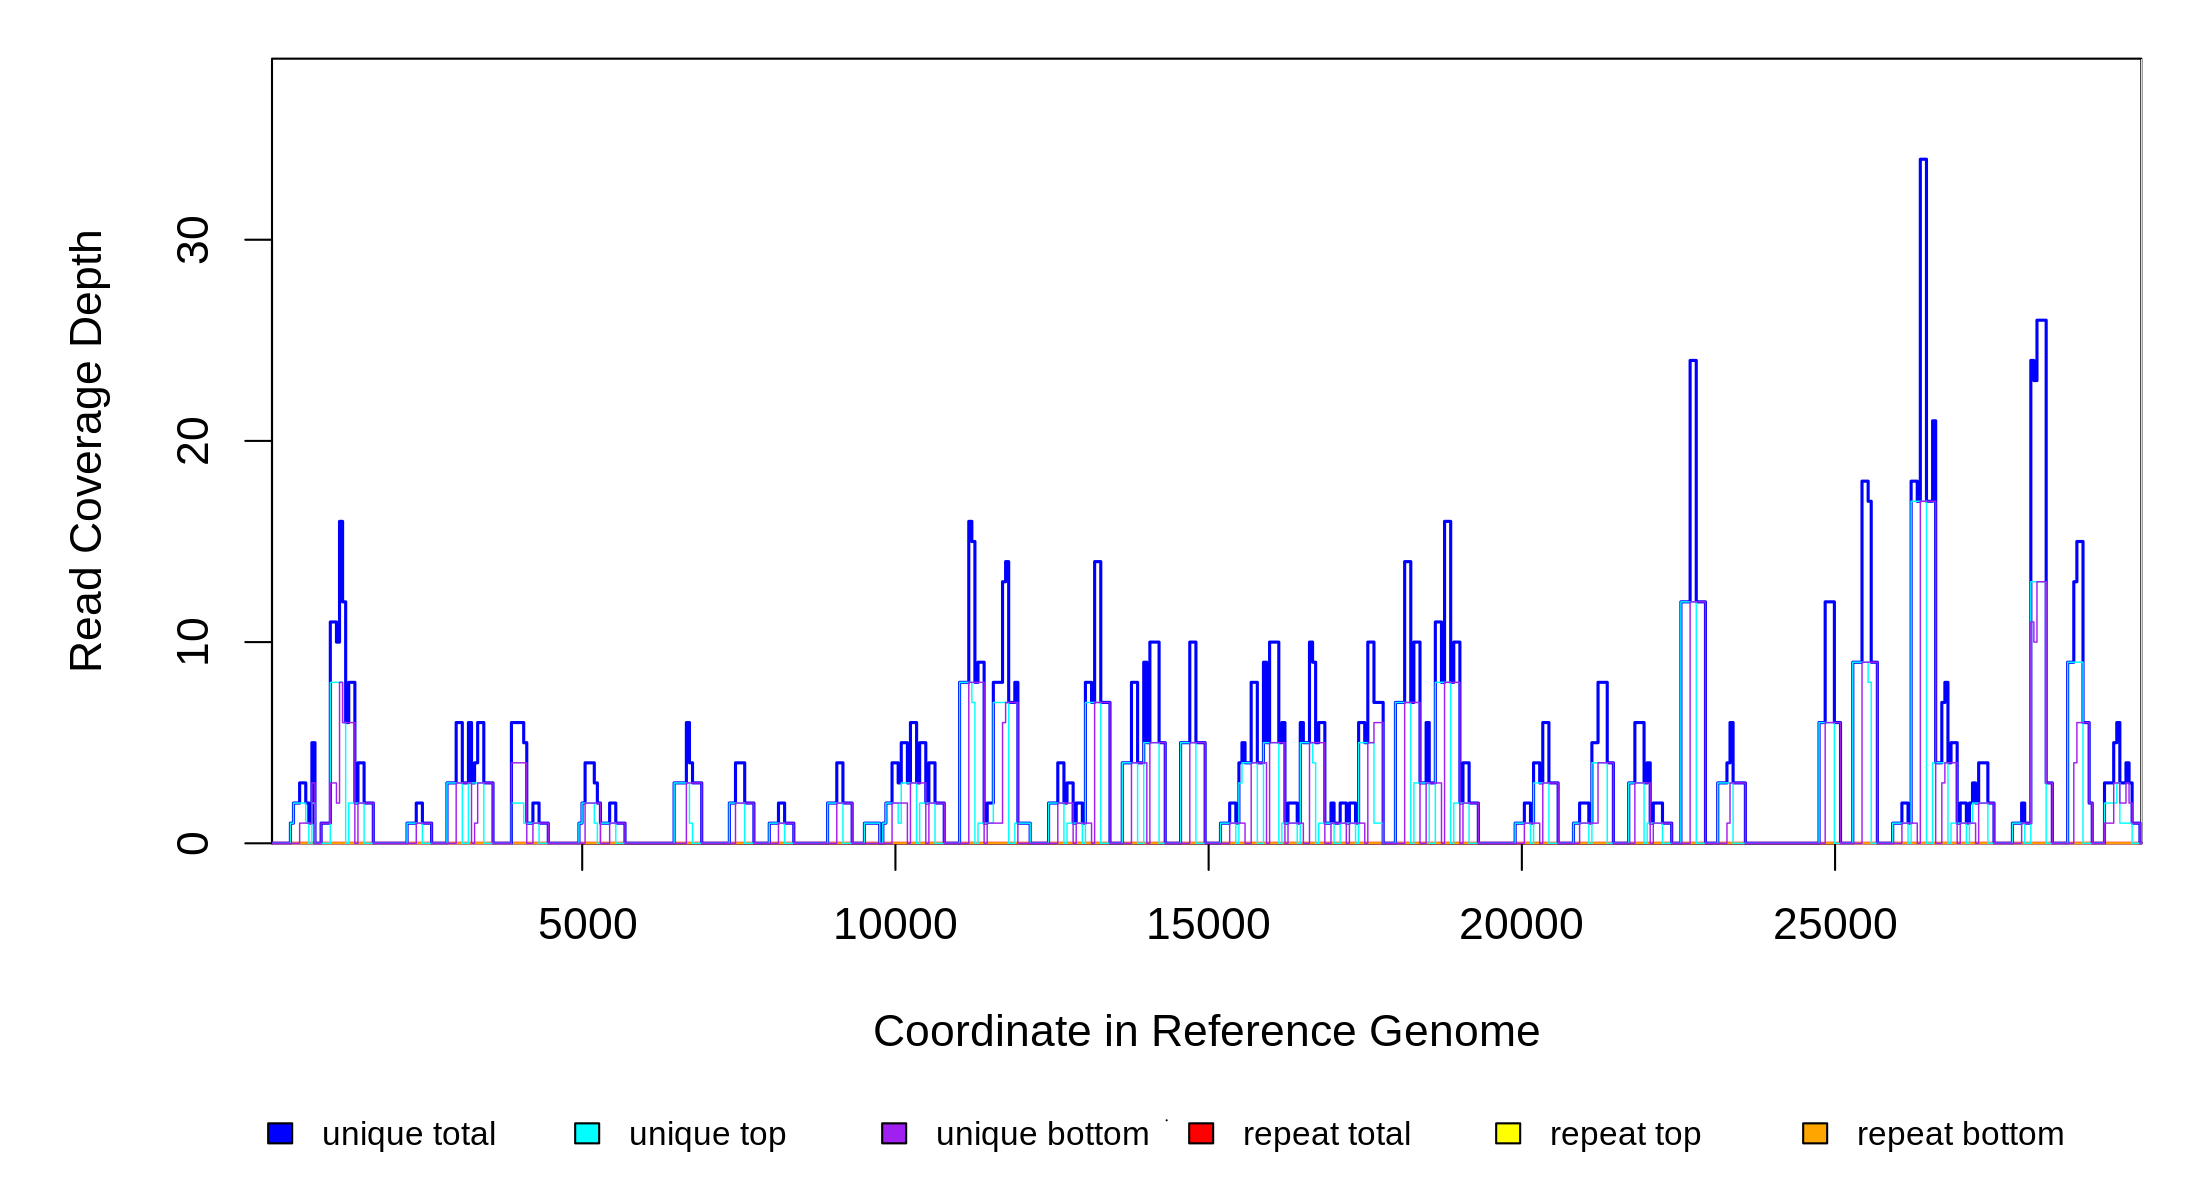 Read Coverage Depth
30
20
10
0
5000 10000 15000 20000 25000
Coordinate in Reference Genome
unique total unique top unique bottom repeat total repeat top repeat bottom